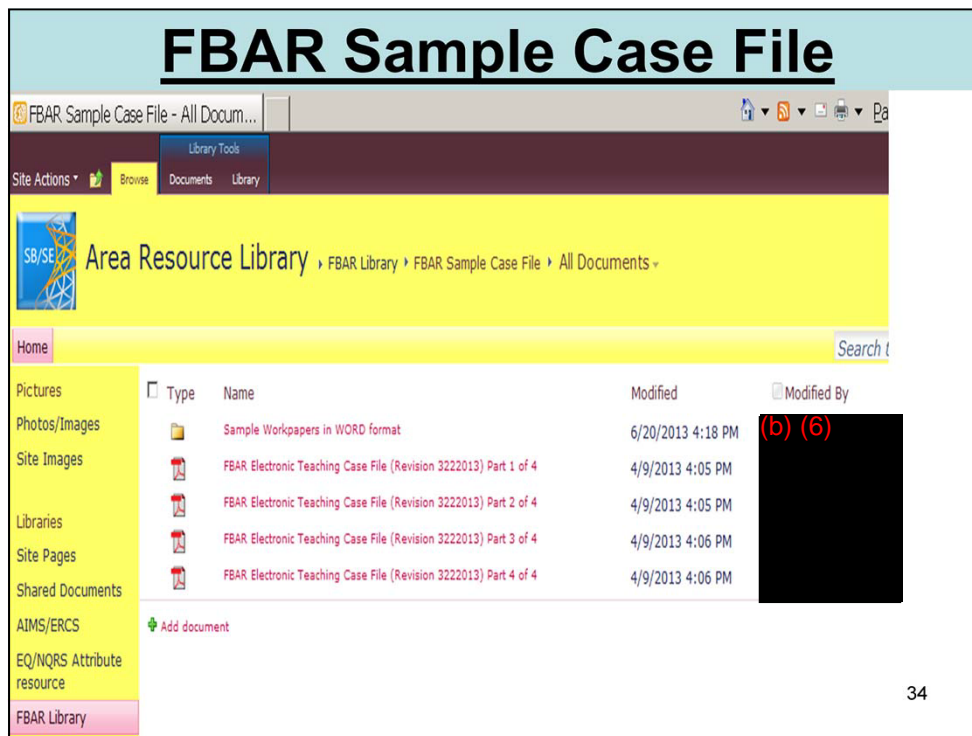 FBAR Sample Case File
FBAR Sample Case File - All Docum...
Pa
Library Tools
Site Actions
Browse
Documents
Library
SB/SE
Area Resource Library
FBAR Library
FBAR Sample Case File
All Documents
Home
Search t
Pictures
Photos/Images
Site Images
Libraries
Site Pages
Shared Documents
AIMS/ERCS
EQ/NQRS Attribute
resource
FBAR Library
Type Name Modified Modified By
Sample Workpapers in WORD format 6/20/2013 4:18 PM (b) (6)
FBAR Electronic Teaching Case File (Revision 3222013) Part 1 of 4 4/9/2013 4:05 PM
FBAR Electronic Teaching Case File (Revision 3222013) Part 2 of 4 4/9/2013 4:05 PM
FBAR Electronic Teaching Case File (Revision 3222013) Part 3 of 4 4/9/2013 4:06 PM
FBAR Electronic Teaching Case File (Revision 3222013) Part 4 of 4 4/9/2013 4:06 PM
Add document
34